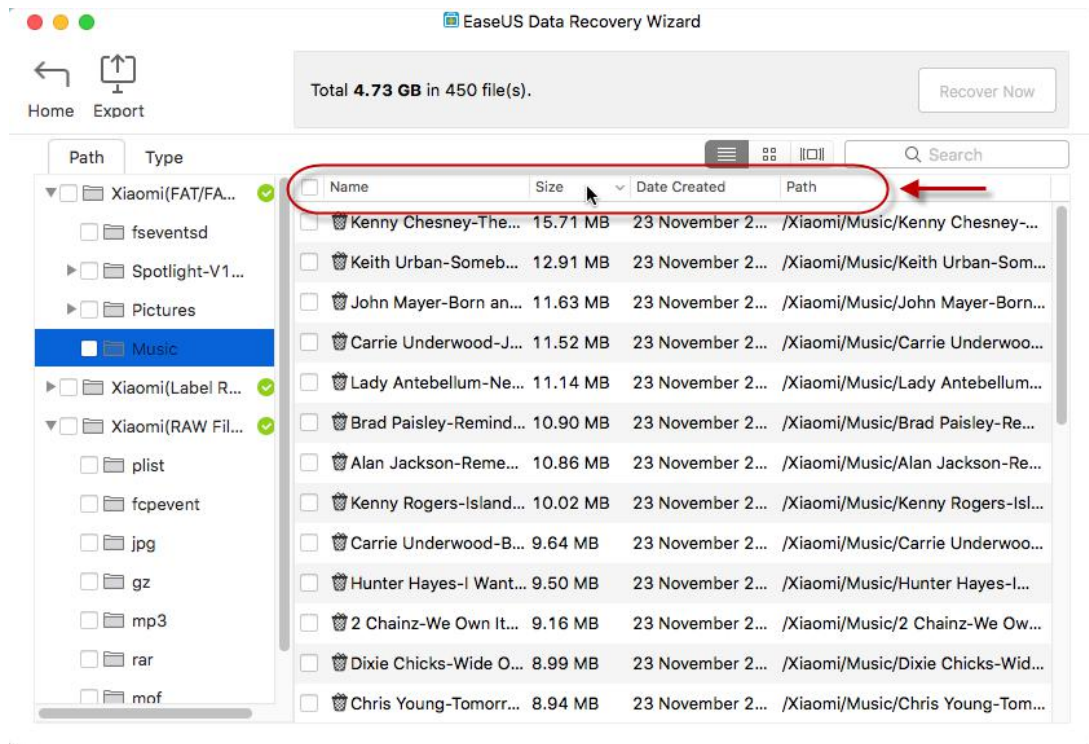 EaseUS Data Recovery Wizard
Home Export
Total 4.73 GB in 450 file(s).
Recover Now
Path Type
Search
Xiaomi(FAT/FA...
fseventsd
Spotlight-V1...
Pictures
Music
Xiaomi(Label R...
Xiaomi(RAW Fil...
plist
fcpevent
jpg
gz
mp3
rar
mof
Name Size Date Created Path
Kenny Chesney-The... 15.71 MB 23 November 2... /Xiaomi/Music/Kenny Chesney-...
Keith Urban-Someb... 12.91 MB 23 November 2... /Xiaomi/Music/Keith Urban-Som...
John Mayer-Born an... 11.63 MB 23 November 2... /Xiaomi/Music/John Mayer-Born...
Carrie Underwood-J... 11.52 MB 23 November 2... /Xiaomi/Music/Carrie Underwoo...
Lady Antebellum-Ne... 11.14 MB 23 November 2... /Xiaomi/Music/Lady Antebellum...
Brad Paisley-Remind... 10.90 MB 23 November 2... /Xiaomi/Music/Brad Paisley-Re...
Alan Jackson-Reme... 10.86 MB 23 November 2... /Xiaomi/Music/Alan Jackson-Re...
Kenny Rogers-Island... 10.02 MB 23 November 2... /Xiaomi/Music/Kenny Rogers-Isl...
Carrie Underwood-B... 9.64 MB 23 November 2... /Xiaomi/Music/Carrie Underwoo...
Hunter Hayes-I Want... 9.50 MB 23 November 2... /Xiaomi/Music/Hunter Hayes-I...
2 Chainz-We Own It... 9.16 MB 23 November 2... /Xiaomi/Music/2 Chainz-We Ow...
Dixie Chicks-Wide O... 8.99 MB 23 November 2... /Xiaomi/Music/Dixie Chicks-Wid...
Chris Young-Tomorr... 8.94 MB 23 November 2... /Xiaomi/Music/Chris Young-Tom...